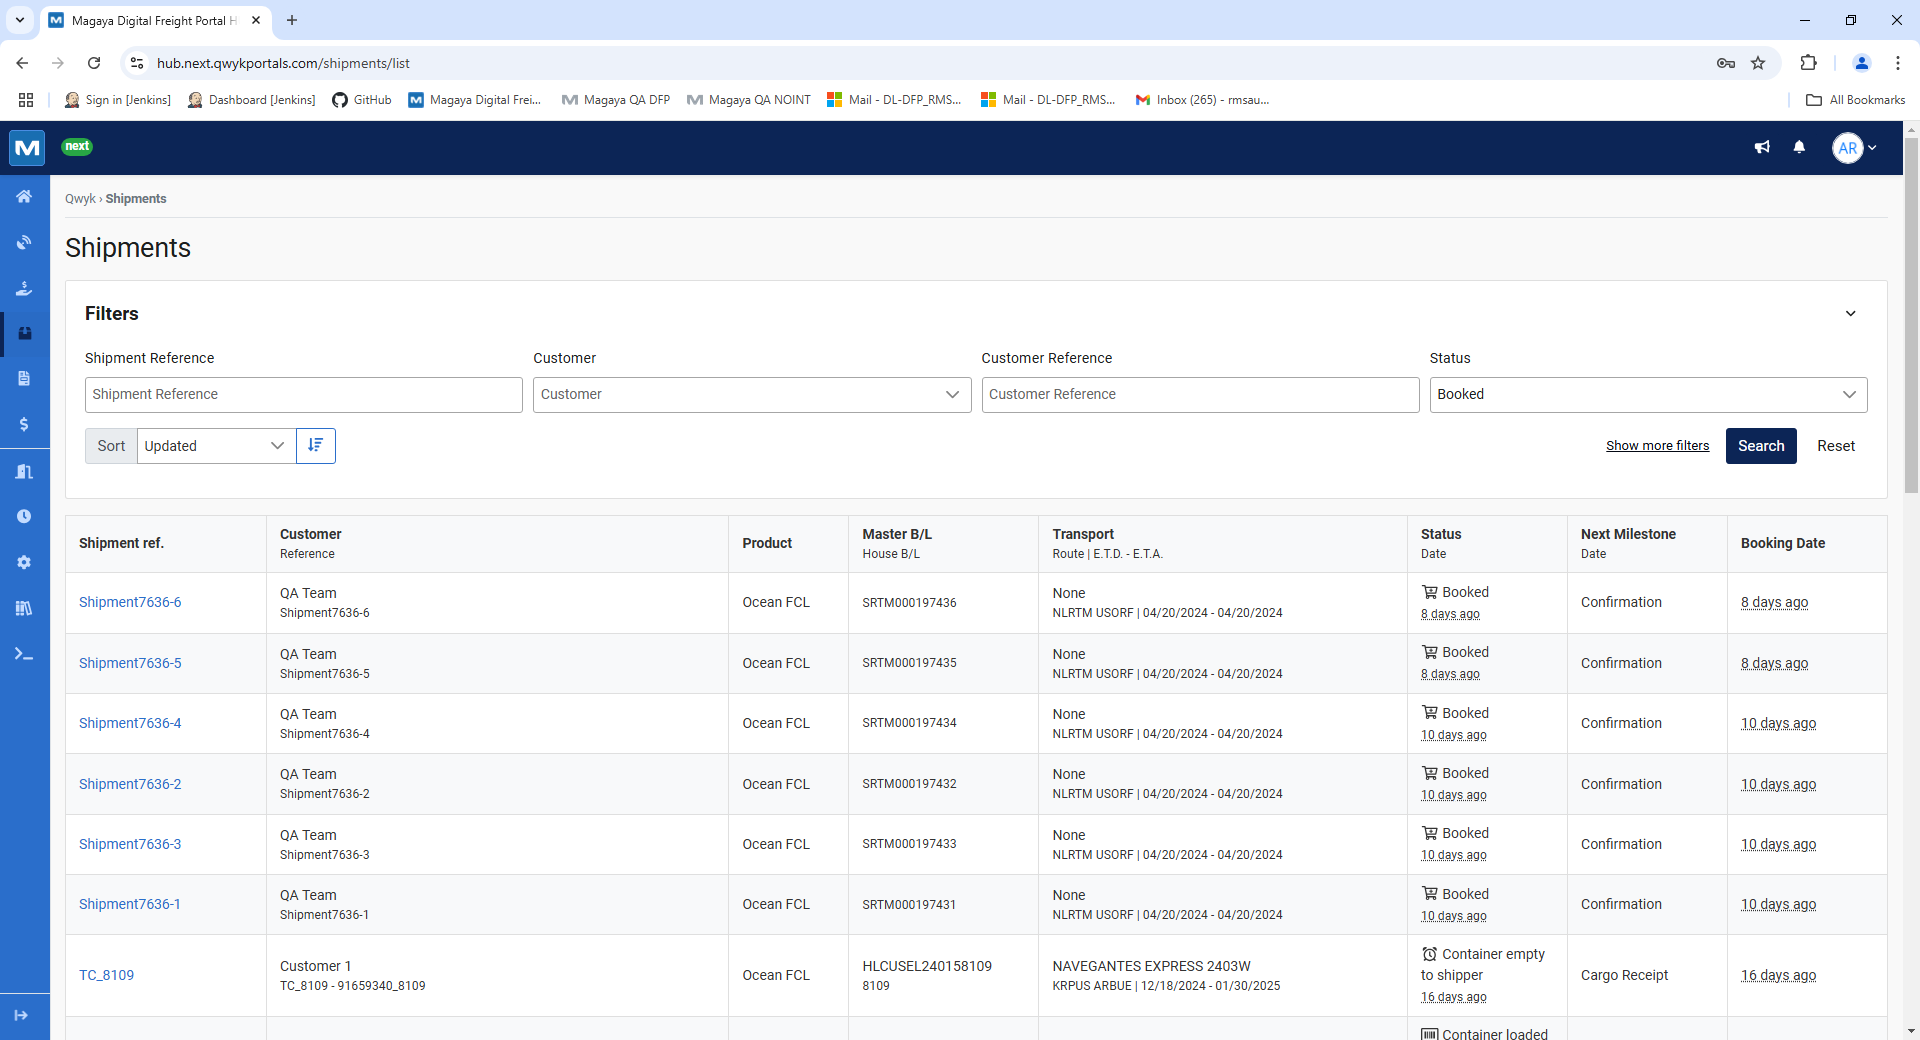 Magaya Digital Freight Portal H
hub.next.qwykportals.com/shipments/list
Sign in [Jenkins]
Dashboard [Jenkins]
GitHub
Magaya Digital Frei...
Magaya QA DFP
Magaya QA NOINT
Mail - DL-DFP_RMS...
Mail - DL-DFP_RMS...
Inbox (265) - rmsau...
All Bookmarks
next
AR
Qwyk › Shipments
Shipments
Filters
Shipment Reference
Customer
Customer Reference
Status
Shipment Reference
Customer
Customer Reference
Booked
Sort
Updated
Show more filters
Search
Reset
Shipment ref.
Customer
Reference
Product
Master B/L
House B/L
Transport
Route | E.T.D. - E.T.A.
Status
Date
Next Milestone
Date
Booking Date
Shipment7636-6
QA Team
Shipment7636-6
Ocean FCL
SRTM000197436
None
NLRTM USORF | 04/20/2024 - 04/20/2024
Booked
8 days ago
Confirmation
8 days ago
Shipment7636-5
QA Team
Shipment7636-5
Ocean FCL
SRTM000197435
None
NLRTM USORF | 04/20/2024 - 04/20/2024
Booked
8 days ago
Confirmation
8 days ago
Shipment7636-4
QA Team
Shipment7636-4
Ocean FCL
SRTM000197434
None
NLRTM USORF | 04/20/2024 - 04/20/2024
Booked
10 days ago
Confirmation
10 days ago
Shipment7636-2
QA Team
Shipment7636-2
Ocean FCL
SRTM000197432
None
NLRTM USORF | 04/20/2024 - 04/20/2024
Booked
10 days ago
Confirmation
10 days ago
Shipment7636-3
QA Team
Shipment7636-3
Ocean FCL
SRTM000197433
None
NLRTM USORF | 04/20/2024 - 04/20/2024
Booked
10 days ago
Confirmation
10 days ago
Shipment7636-1
QA Team
Shipment7636-1
Ocean FCL
SRTM000197431
None
NLRTM USORF | 04/20/2024 - 04/20/2024
Booked
10 days ago
Confirmation
10 days ago
TC_8109
Customer 1
TC_8109 - 91659340_8109
Ocean FCL
HLCUSEL240158109
8109
NAVEGANTES EXPRESS 2403W
KRPUS ARBUE | 12/18/2024 - 01/30/2025
Container empty
to shipper
16 days ago
Cargo Receipt
16 days ago
Container loaded